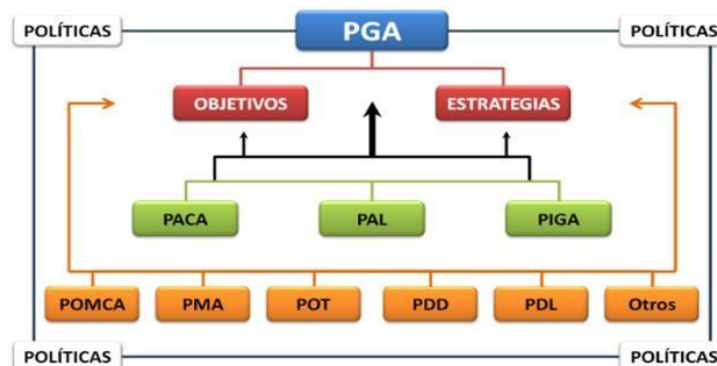 POLÍTICAS
PGA
POLÍTICAS
OBJETIVOS
ESTRATEGIAS
PACA
PAL
PIGA
POMCA
PMA
POT
PDD
PDL
Otros
POLÍTICAS
POLÍTICAS